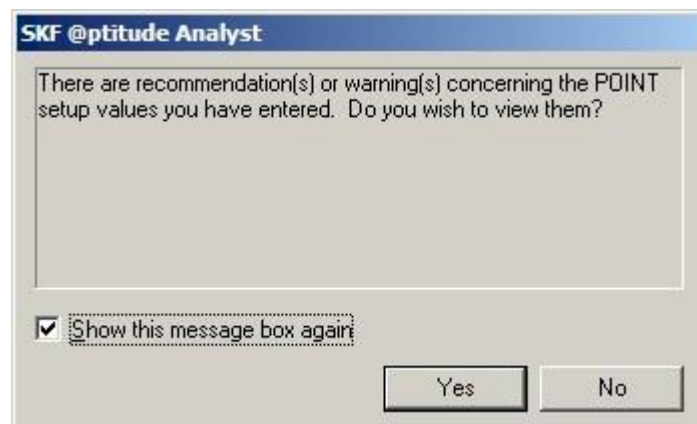 SKF @ptitude Analyst
There are recommendation(s) or warning(s) concerning the POINT
setup values you have entered.  Do you wish to view them?
Show this message box again
Yes
No